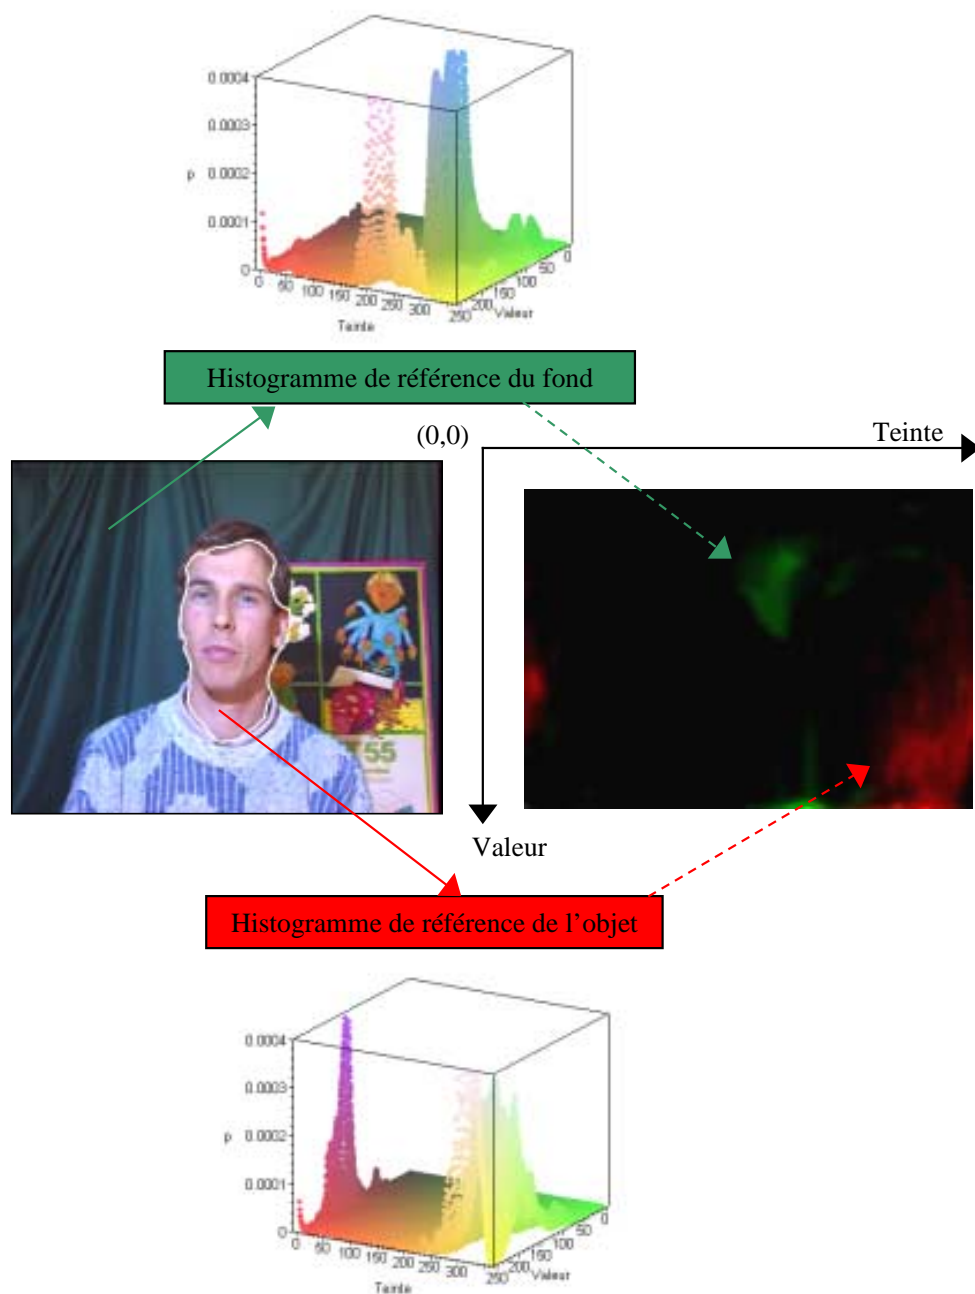 0.0004
0.0003
p
0.0002
0.0001
0
0 50 100 150 200 250 300
250 200 150 100 50 0
Teinte
Valeur
Histogramme de référence du fond
(0,0)
Teinte
55
Valeur
Histogramme de référence de l’objet
0.0004
0.0003
p
0.0002
0.0001
0
0 50 100 150 200 250 300
250 200 150 100 50 0
Teinte
Valeur